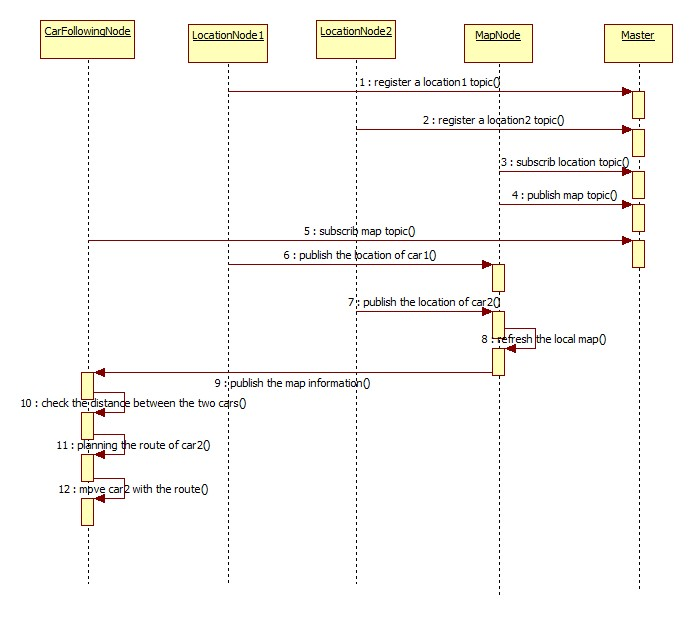 CarFollowingNode
LocationNode1
LocationNode2
MapNode
Master
1 : register a location1 topic()
2 : register a location2 topic()
3 : subscrib location topic()
4 : publish map topic()
5 : subscrib map topic()
6 : publish the location of car1()
7 : publish the location of car2()
8 : refresh the local map()
9 : publish the map information()
10 : check the distance between the two cars()
11 : planning the route of car2()
12 : move car2 with the route()